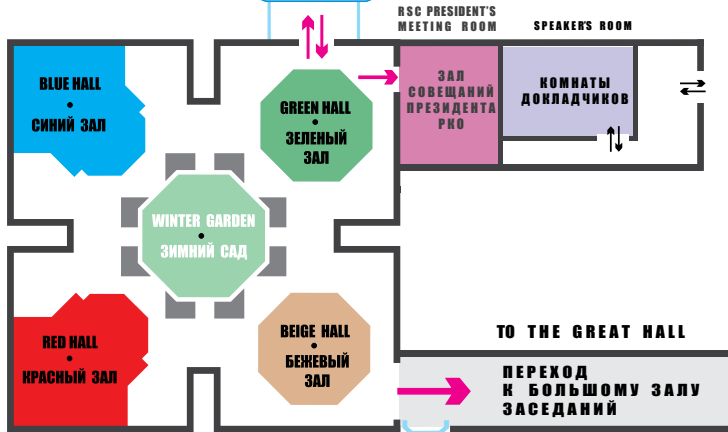 RSC PRESIDENT'S
MEETING ROOM
SPEAKER'S ROOM
BLUE HALL
СИНИЙ ЗАЛ
GREEN HALL
ЗЕЛЕНЫЙ
ЗАЛ
ЗАЛ
СОВЕЩАНИЙ
ПРЕЗИДЕНТА
РКО
КОМНАТЫ
ДОКЛАДЧИКОВ
WINTER GARDEN
ЗИМНИЙ САД
RED HALL
КРАСНЫЙ ЗАЛ
BEIGE HALL
БЕЖЕВЫЙ
ЗАЛ
TO THE GREAT HALL
ПЕРЕХОД
К БОЛЬШОМУ ЗАЛУ
ЗАСЕДАНИЙ